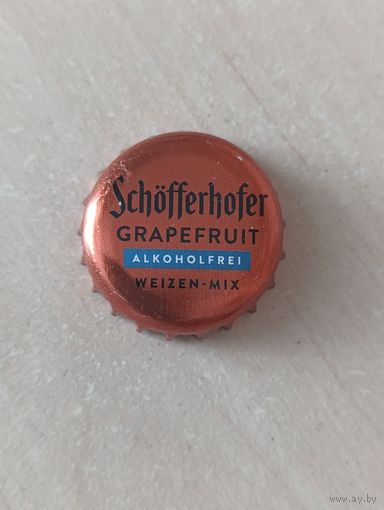 Schöfferhofer
GRAPEFRUIT
ALKOHOLFREI
WEIZEN-MIX
www.ay.by